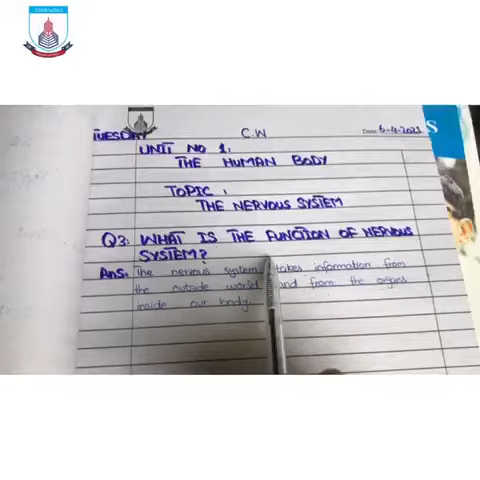 TUESDAY C.W Date: 6-4-2021
UNIT NO 1:
THE HUMAN BODY
TOPIC:
THE NERVOUS SYSTEM
Q3: WHAT IS THE FUNCTION OF NERVOUS
SYSTEM?
Ans: The nervous system takes information from
the outside world and from the organs
inside our body.
S